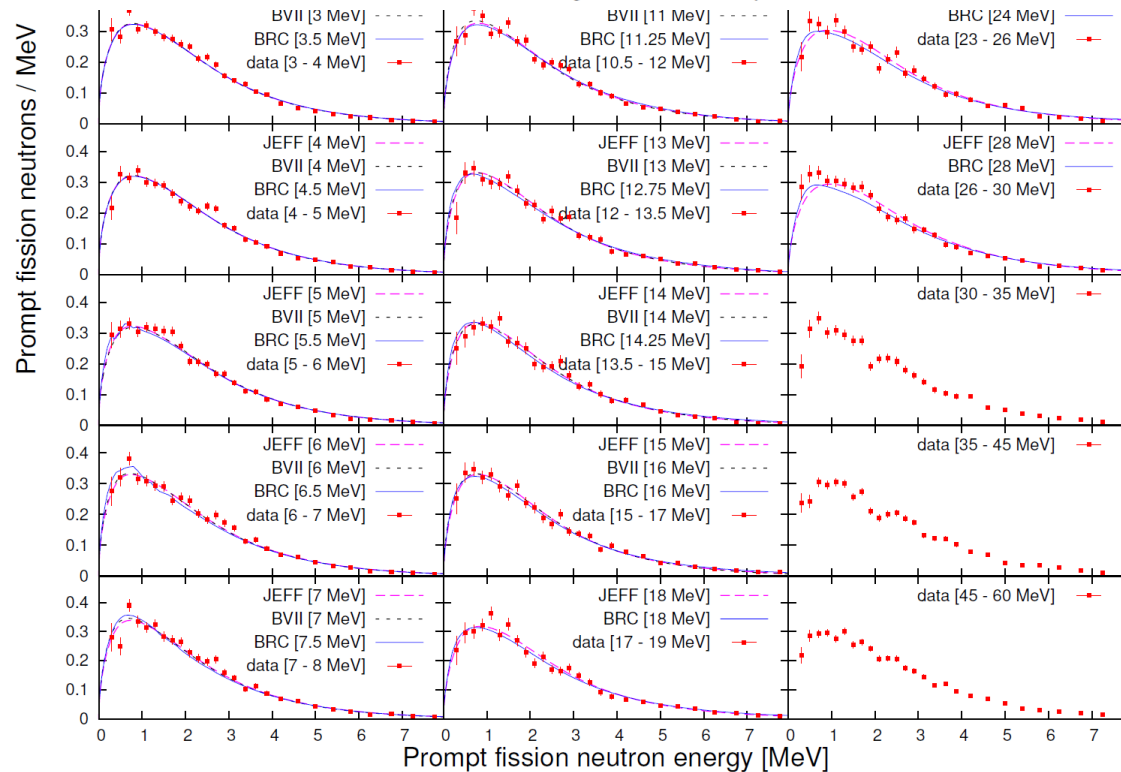 Prompt fission neutrons / MeV
BVII [3 MeV]
BRC [3.5 MeV]
data [3 - 4 MeV]
BVII [11 MeV]
BRC [11.25 MeV]
data [10.5 - 12 MeV]
BRC [24 MeV]
data [23 - 26 MeV]
0.3
0.2
0.1
0
JEFF [4 MeV]
BVII [4 MeV]
BRC [4.5 MeV]
data [4 - 5 MeV]
JEFF [13 MeV]
BVII [13 MeV]
BRC [12.75 MeV]
data [12 - 13.5 MeV]
JEFF [28 MeV]
BRC [28 MeV]
data [26 - 30 MeV]
0.4
0.3
0.2
0.1
0
JEFF [5 MeV]
BVII [5 MeV]
BRC [5.5 MeV]
data [5 - 6 MeV]
JEFF [14 MeV]
BVII [14 MeV]
BRC [14.25 MeV]
data [13.5 - 15 MeV]
data [30 - 35 MeV]
0.4
0.3
0.2
0.1
0
JEFF [6 MeV]
BVII [6 MeV]
BRC [6.5 MeV]
data [6 - 7 MeV]
JEFF [15 MeV]
BVII [16 MeV]
BRC [16 MeV]
data [15 - 17 MeV]
data [35 - 45 MeV]
0.4
0.3
0.2
0.1
0
JEFF [7 MeV]
BVII [7 MeV]
BRC [7.5 MeV]
data [7 - 8 MeV]
JEFF [18 MeV]
BRC [18 MeV]
data [17 - 19 MeV]
data [45 - 60 MeV]
0.4
0.3
0.2
0.1
0
0 1 2 3 4 5 6 7 0 1 2 3 4 5 6 7 0 1 2 3 4 5 6 7
Prompt fission neutron energy [MeV]